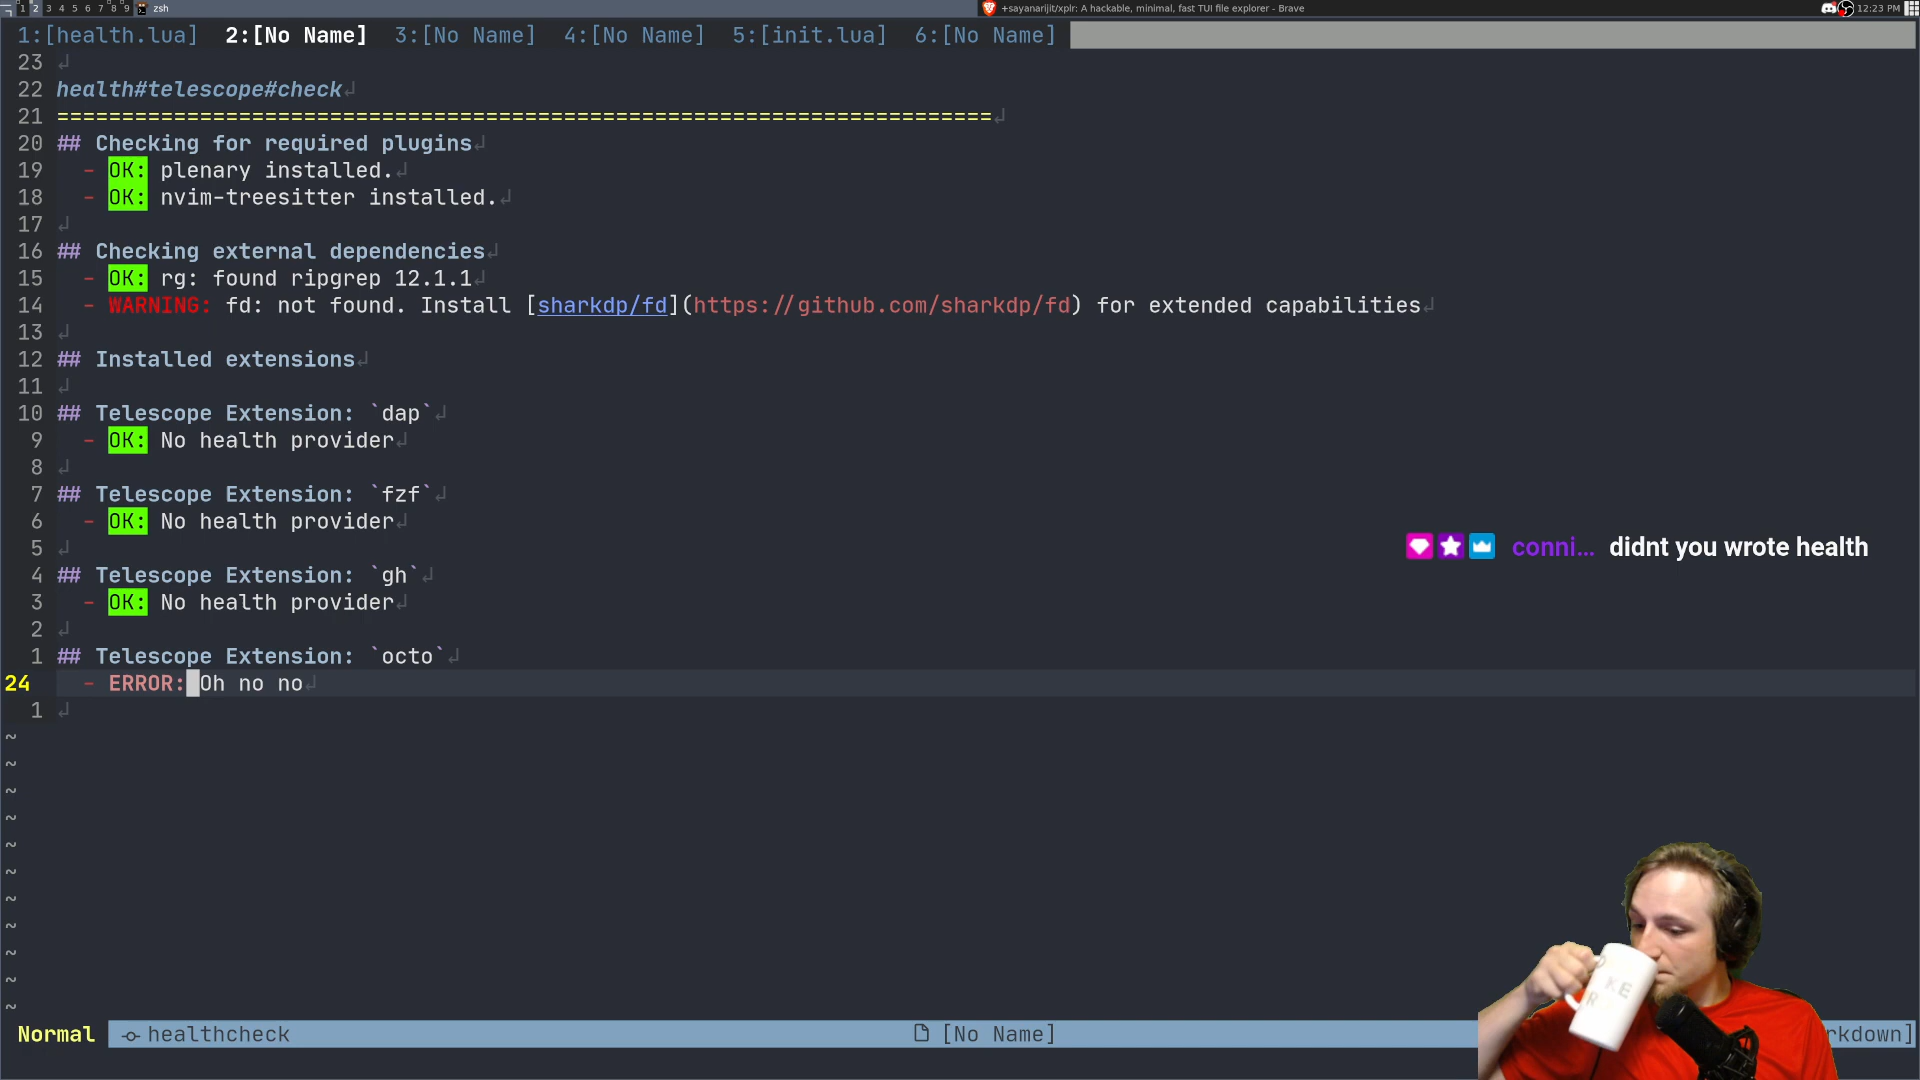 1 2 3 4 5 6 7 8 9 zsh +sayanarijit/xplr: A hackable, minimal, fast TUI file explorer - Brave 12:23 PM
1:[health.lua] 2:[No Name] 3:[No Name] 4:[No Name] 5:[init.lua] 6:[No Name]
23
22 health#telescope#check
21 ========================================================================
20 ## Checking for required plugins
19 - OK: plenary installed.
18 - OK: nvim-treesitter installed.
17
16 ## Checking external dependencies
15 - OK: rg: found ripgrep 12.1.1
14 - WARNING: fd: not found. Install [sharkdp/fd](https://github.com/sharkdp/fd) for extended capabilities
13
12 ## Installed extensions
11
10 ## Telescope Extension: `dap`
9 - OK: No health provider
8
7 ## Telescope Extension: `fzf`
6 - OK: No health provider
5
conni... didnt you wrote health
4 ## Telescope Extension: `gh`
3 - OK: No health provider
2
1 ## Telescope Extension: `octo`
24 - ERROR: Oh no no
1
~
~
~
~
~
~
~
~
~
~
~
Normal healthcheck [No Name] rkdown]